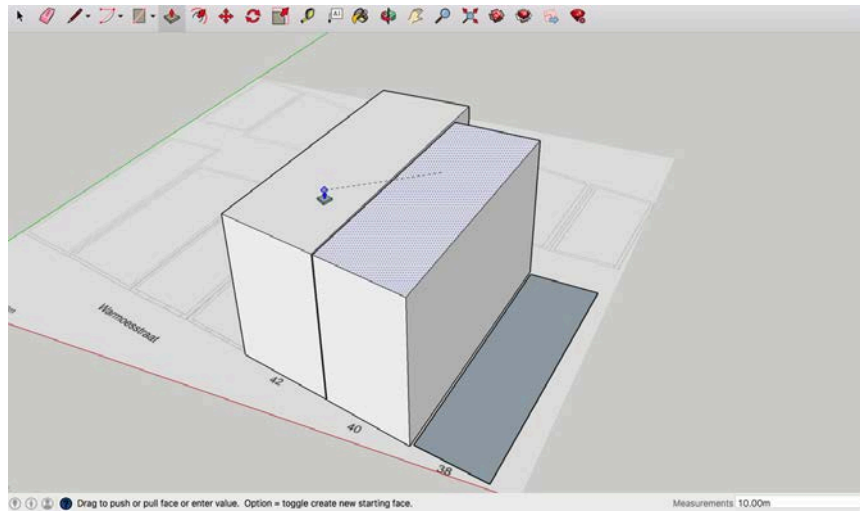 Warmoesstraat
42
40
38
Drag to push or pull face or enter value. Option = toggle create new starting face.
Measurements 10.00m